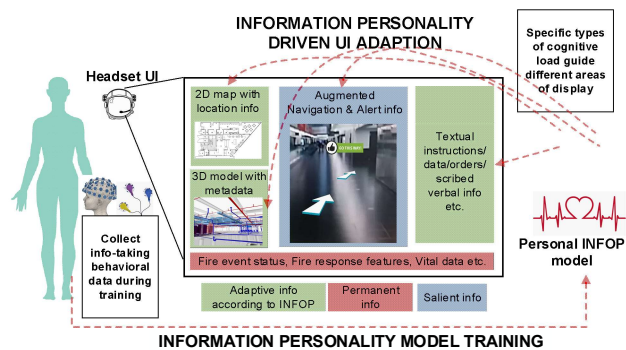 INFORMATION PERSONALITY
DRIVEN UI ADAPTION
Specific types
of cognitive
load guide
different areas
of display
Headset UI
2D map with
location info
Augmented
Navigation & Alert info
Textual
instructions/
data/orders/
scribed
verbal info
etc.
3D model with
metadata
Collect
info-taking
behavioral
data during
training
Fire event status, Fire response features, Vital data etc.
Personal INFOP
model
Adaptive info
according to INFOP
Permanent
info
Salient info
INFORMATION PERSONALITY MODEL TRAINING